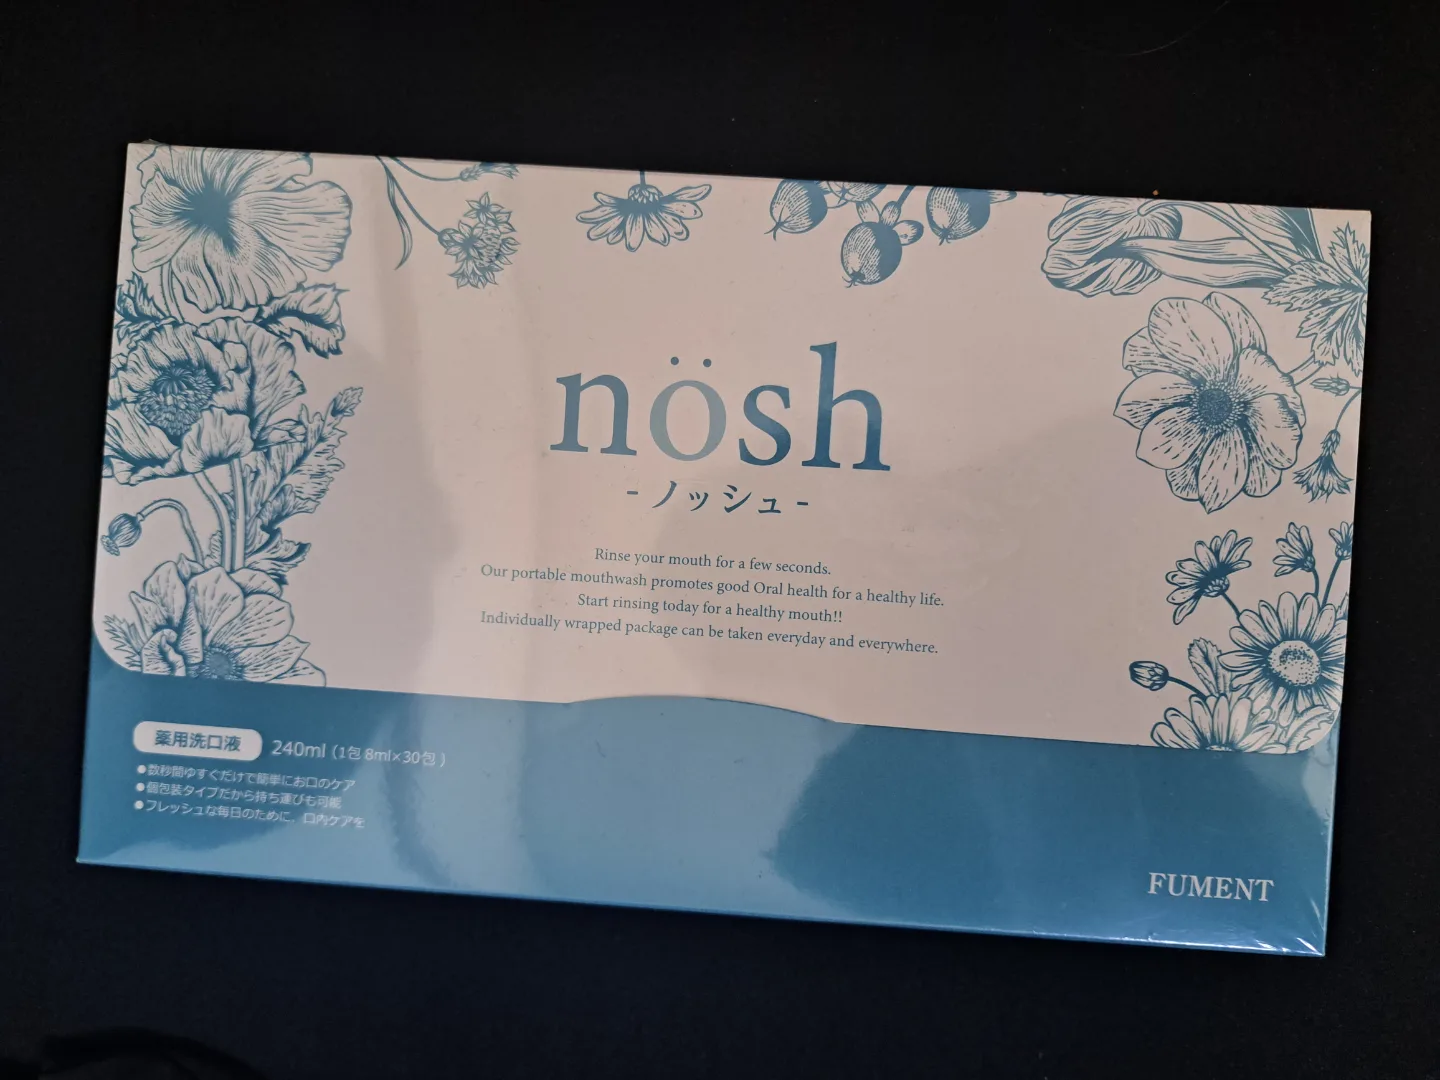 nösh
-ノッシュ-
Rinse your mouth for a few seconds.
Our portable mouthwash promotes good Oral health for a healthy life.
Start rinsing today for a healthy mouth!!
Individually wrapped package can be taken everyday and everywhere.
薬用洗口液 240ml (1包 8ml×30包 )
●数秒間ゆすぐだけで簡単にお口のケア
●個包装タイプだから持ち運びも可能
●フレッシュな毎日のために、口内ケアを
FUMENT